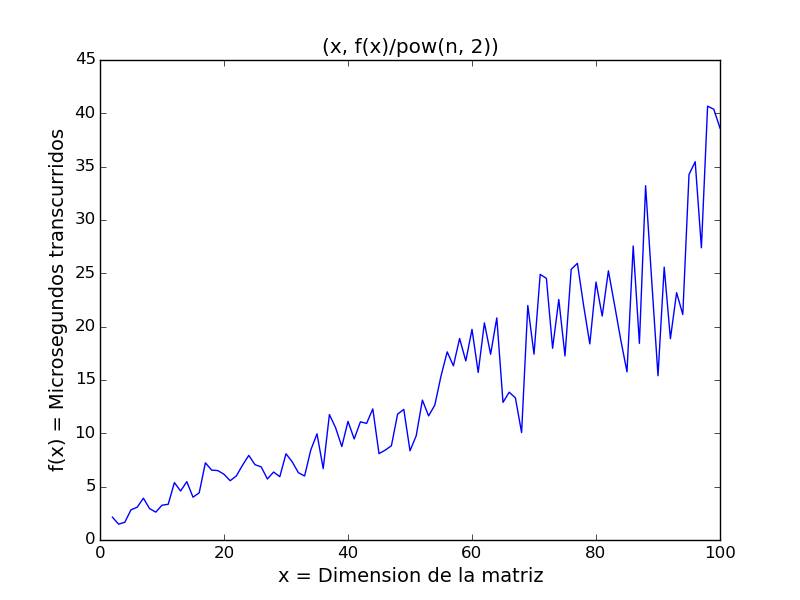 (x, f(x)/pow(n, 2))
45
40
35
30
25
20
15
10
5
0
f(x) = Microsegundos transcurridos
0 20 40 60 80 100
x = Dimension de la matriz